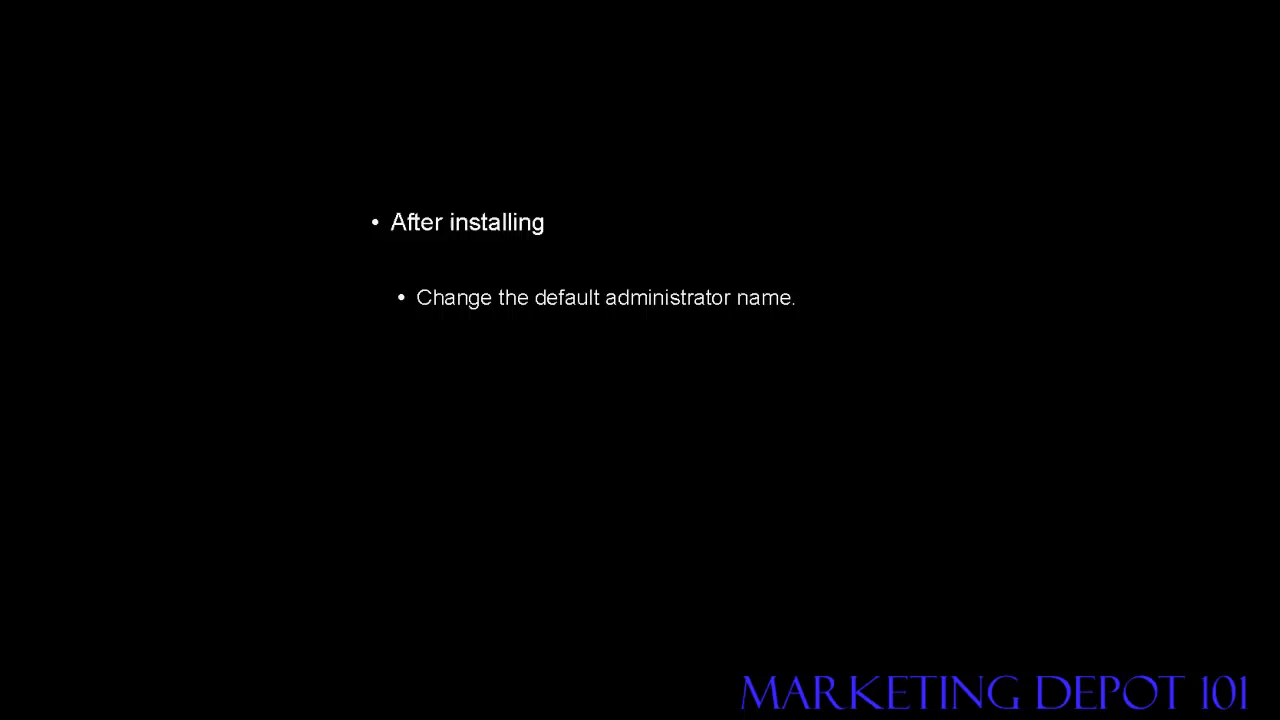 • After installing
• Change the default administrator name.
MARKETING DEPOT 101